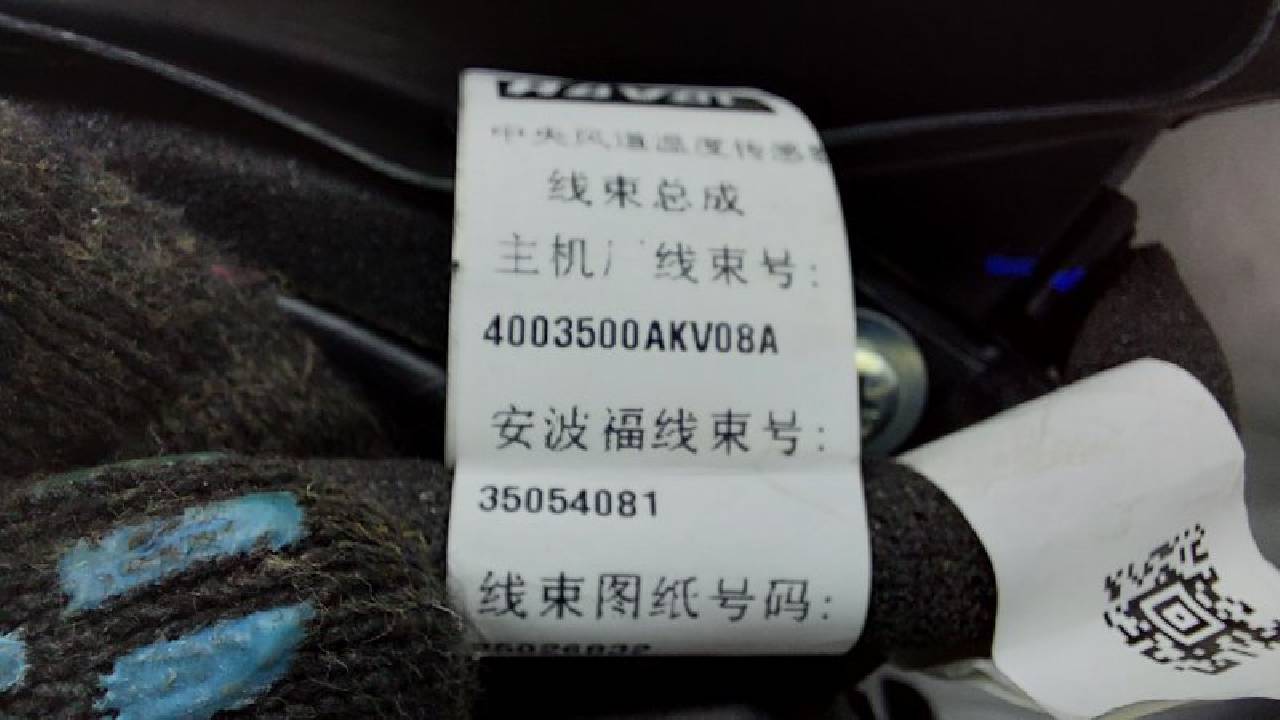 HAVAL
中央风道温度传感器
线束总成
主机厂线束号:
4003500AKV08A
安波福线束号:
35054081
线束图纸号码: